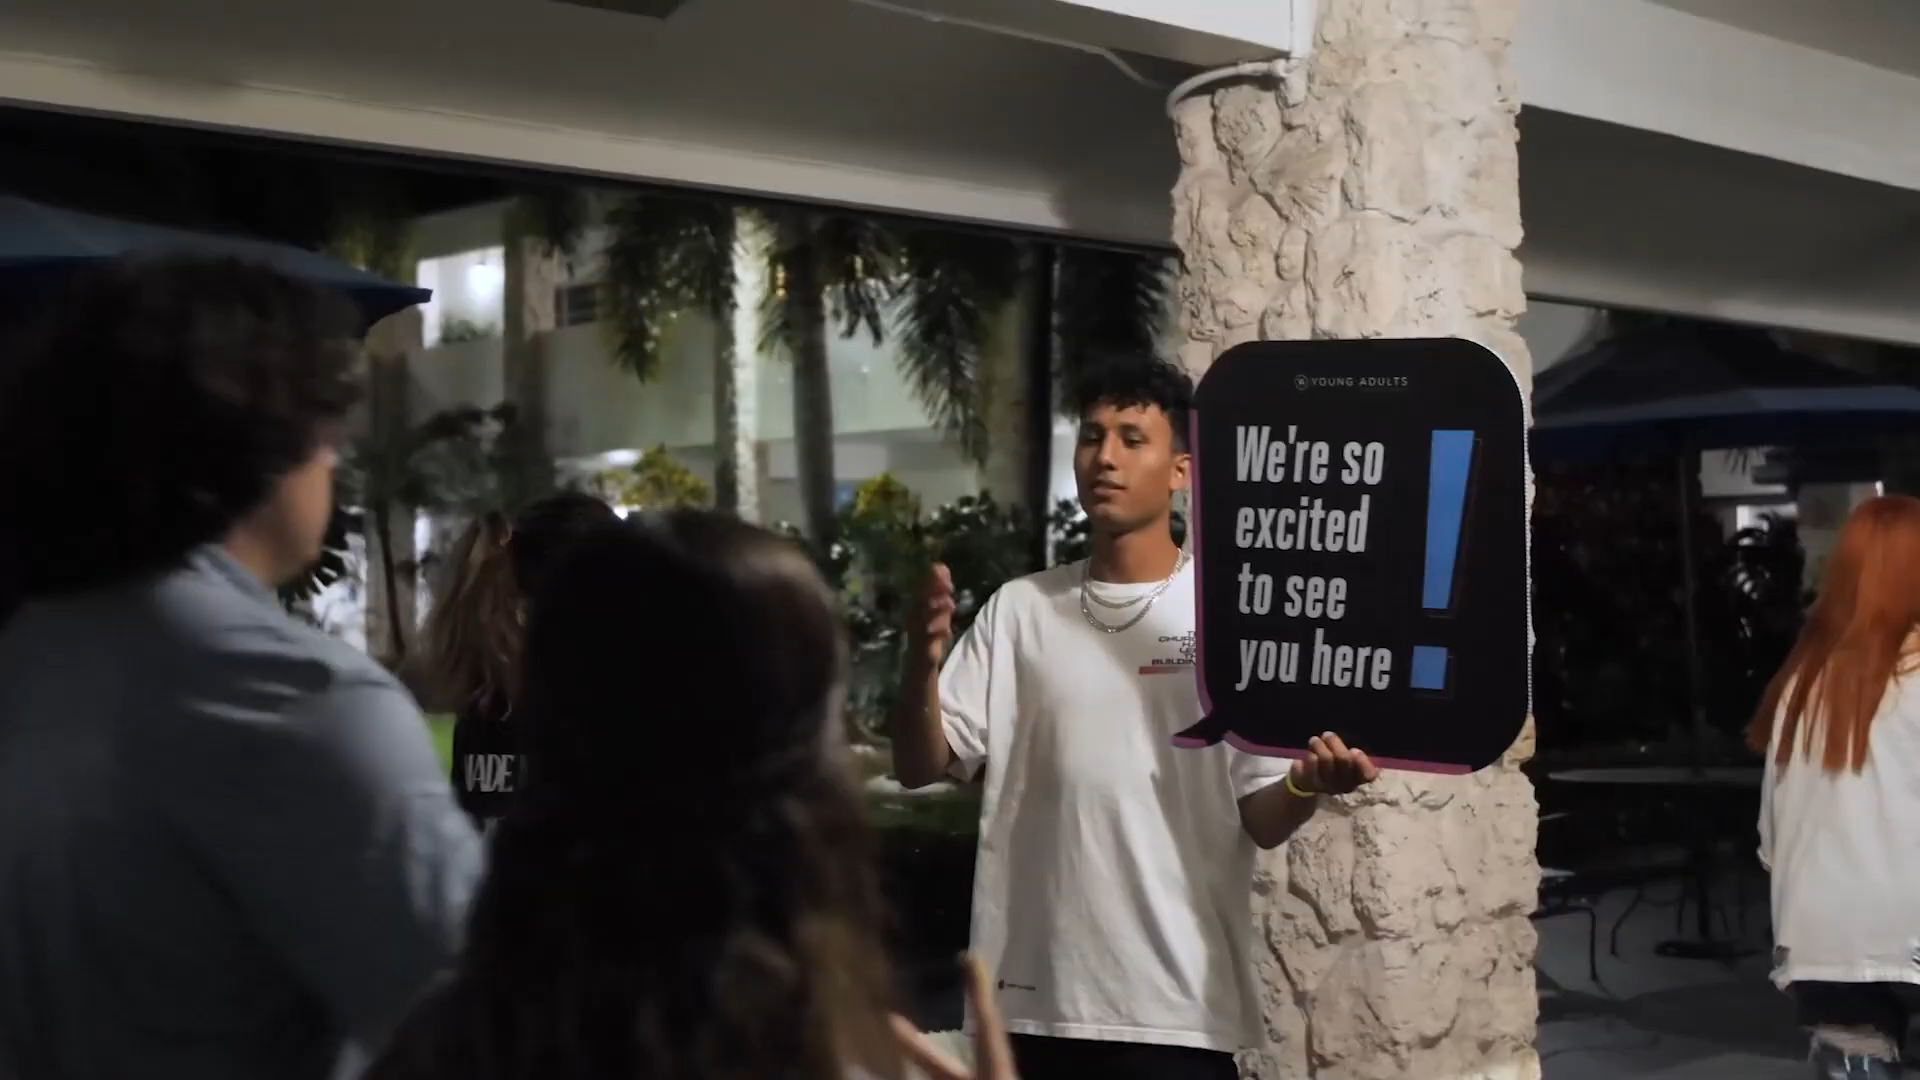 YOUNG ADULTS
We're so
excited
to see
you here !